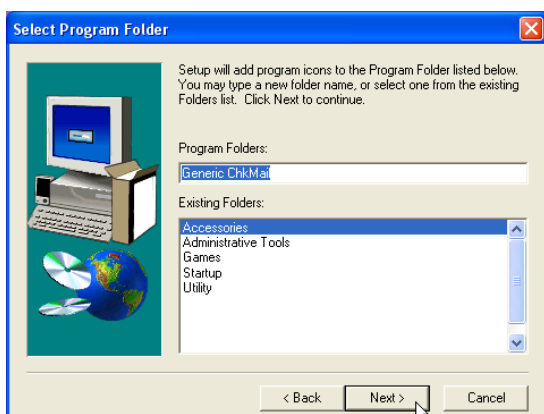 Select Program Folder
Setup will add program icons to the Program Folder listed below.
You may type a new folder name, or select one from the existing
Folders list. Click Next to continue.
Program Folders:
Generic ChkMail
Existing Folders:
Accessories
Administrative Tools
Games
Startup
Utility
< Back
Next >
Cancel